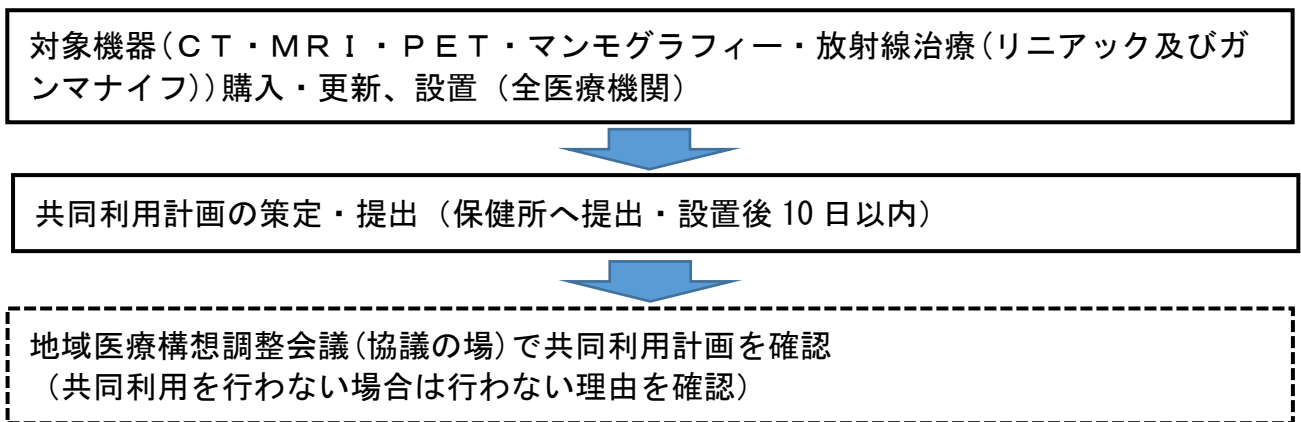 対象機器(ＣＴ・ＭＲＩ・ＰＥＴ・マンモグラフィー・放射線治療(リニアック及びガ
ンマナイフ))購入・更新、設置（全医療機関）
共同利用計画の策定・提出（保健所へ提出・設置後 10 日以内）
地域医療構想調整会議(協議の場)で共同利用計画を確認
（共同利用を行わない場合は行わない理由を確認）